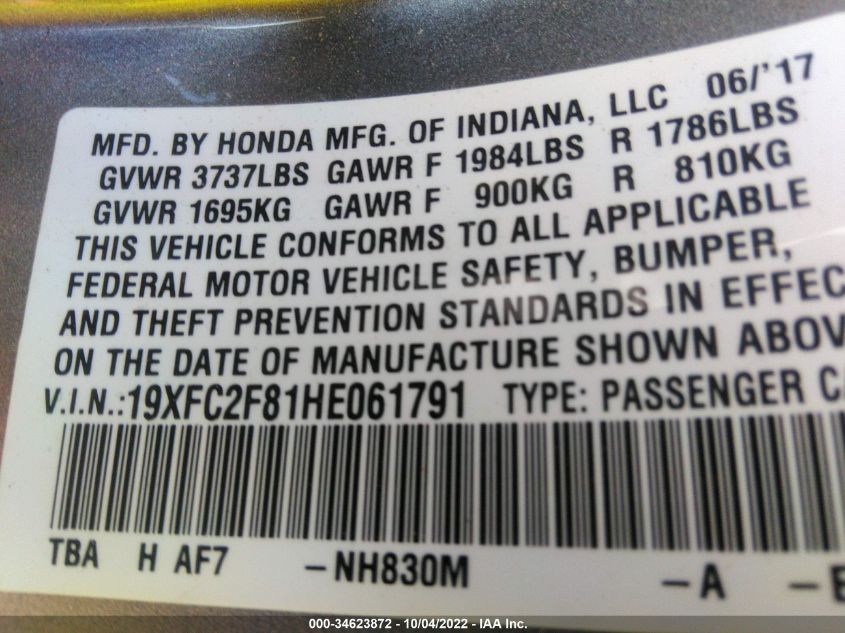 MFD. BY HONDA MFG. OF INDIANA, LLC 06/'17
GVWR 3737LBS GAWR F 1984LBS R 1786LBS
GVWR 1695KG GAWR F 900KG R 810KG
THIS VEHICLE CONFORMS TO ALL APPLICABLE
FEDERAL MOTOR VEHICLE SAFETY, BUMPER,
AND THEFT PREVENTION STANDARDS IN EFFEC
ON THE DATE OF MANUFACTURE SHOWN ABOV
V.I.N.:19XFC2F81HE061791 TYPE: PASSENGER CA
TBA H AF7 -NH830M -A -E
000-34623872 - 10/04/2022 - IAA Inc.